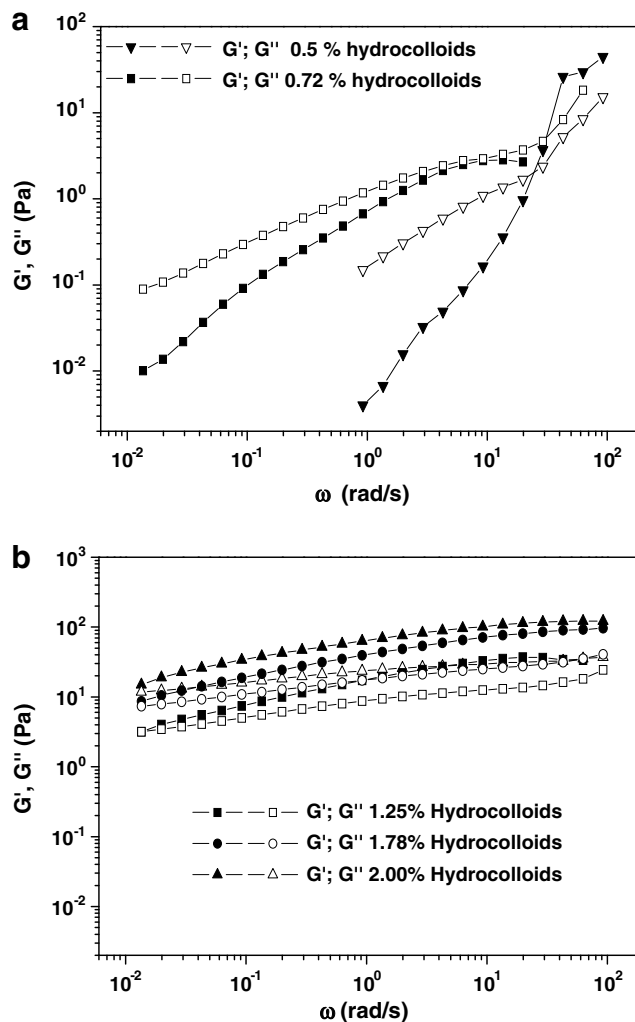 a
10²
10¹
10⁰
10⁻¹
10⁻²
G', G'' (Pa)
G'; G'' 0.5 % hydrocolloids
G'; G'' 0.72 % hydrocolloids
10⁻² 10⁻¹ 10⁰ 10¹ 10²
ω (rad/s)
b
10³
10²
10¹
10⁰
10⁻¹
10⁻²
G', G'' (Pa)
G'; G'' 1.25% Hydrocolloids
G'; G'' 1.78% Hydrocolloids
G'; G'' 2.00% Hydrocolloids
10⁻² 10⁻¹ 10⁰ 10¹ 10²
ω (rad/s)